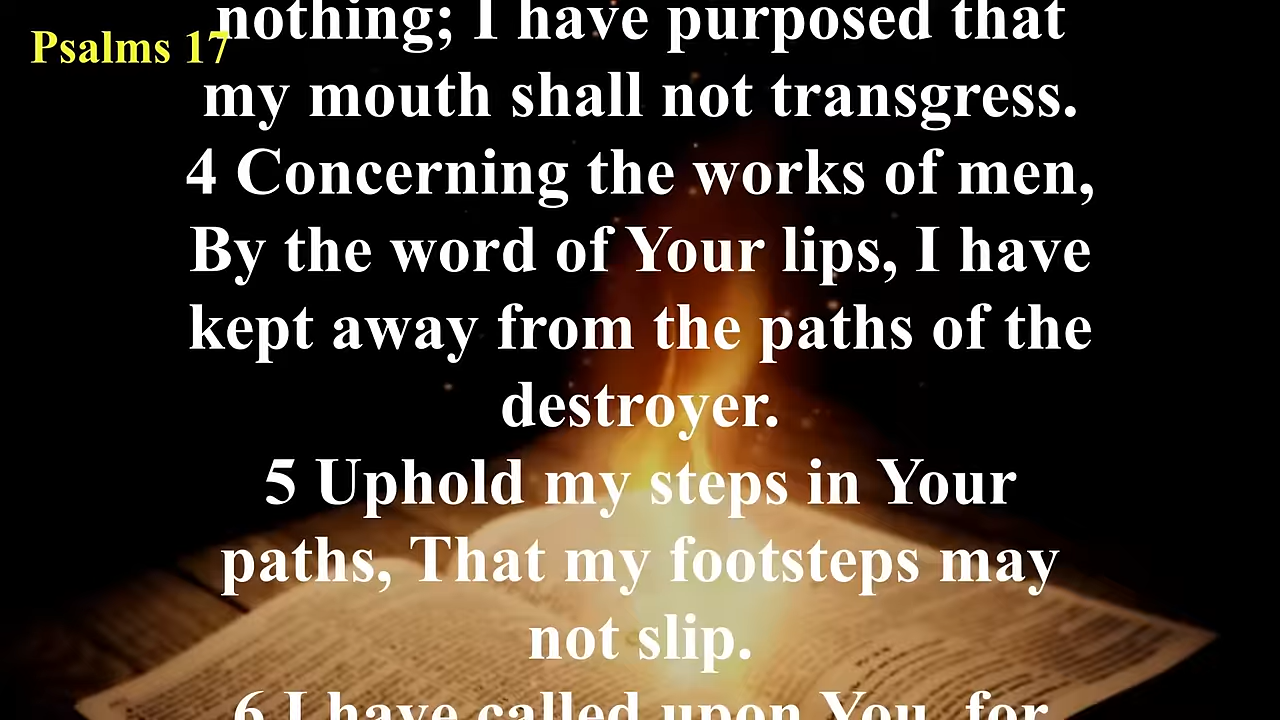 Psalms 17
nothing; I have purposed that
my mouth shall not transgress.
4 Concerning the works of men,
By the word of Your lips, I have
kept away from the paths of the
destroyer.
5 Uphold my steps in Your
paths, That my footsteps may
not slip.
6 I have called upon You, for